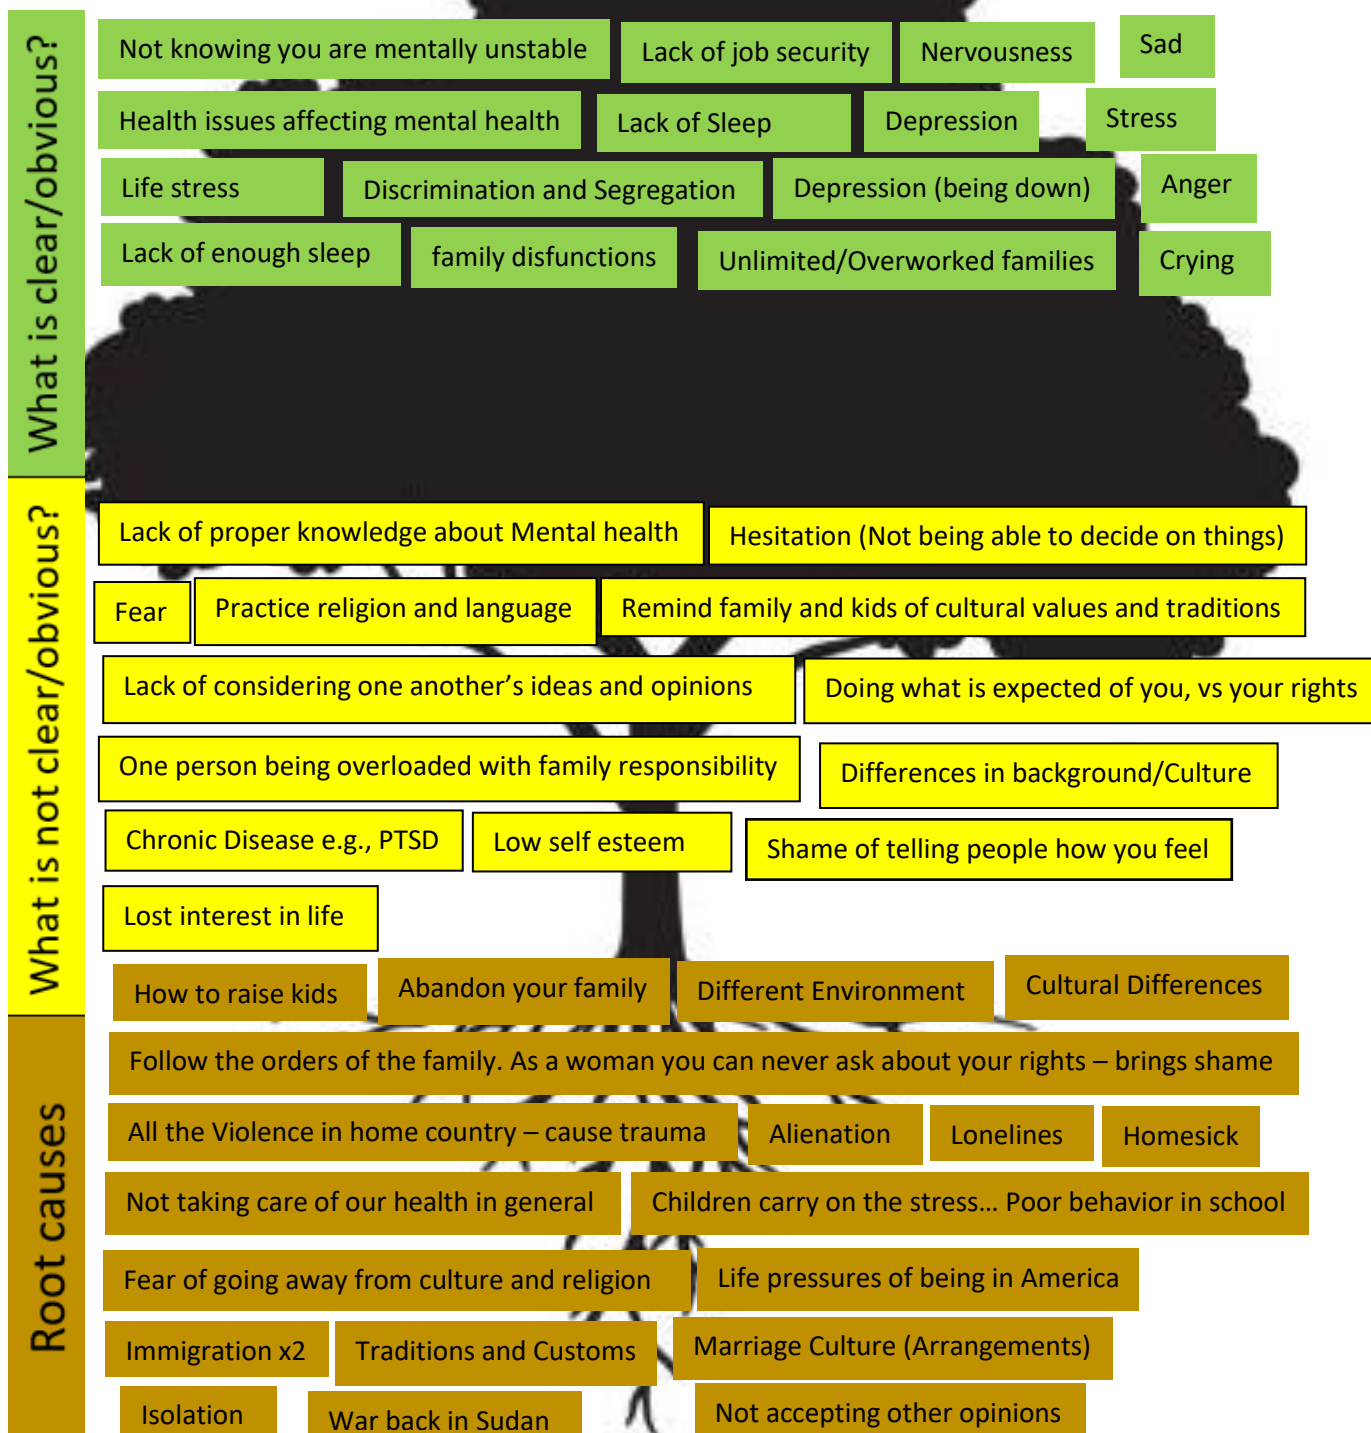 What is clear/obvious?
Not knowing you are mentally unstable
Lack of job security
Nervousness
Sad
Health issues affecting mental health
Lack of Sleep
Depression
Stress
Life stress
Discrimination and Segregation
Depression (being down)
Anger
Lack of enough sleep
family disfunctions
Unlimited/Overworked families
Crying
What is not clear/obvious?
Lack of proper knowledge about Mental health
Hesitation (Not being able to decide on things)
Fear
Practice religion and language
Remind family and kids of cultural values and traditions
Lack of considering one another’s ideas and opinions
Doing what is expected of you, vs your rights
One person being overloaded with family responsibility
Differences in background/Culture
Chronic Disease e.g., PTSD
Low self esteem
Shame of telling people how you feel
Lost interest in life
Root causes
How to raise kids
Abandon your family
Different Environment
Cultural Differences
Follow the orders of the family. As a woman you can never ask about your rights – brings shame
All the Violence in home country – cause trauma
Alienation
Lonelines
Homesick
Not taking care of our health in general
Children carry on the stress… Poor behavior in school
Fear of going away from culture and religion
Life pressures of being in America
Immigration x2
Traditions and Customs
Marriage Culture (Arrangements)
Isolation
War back in Sudan
Not accepting other opinions